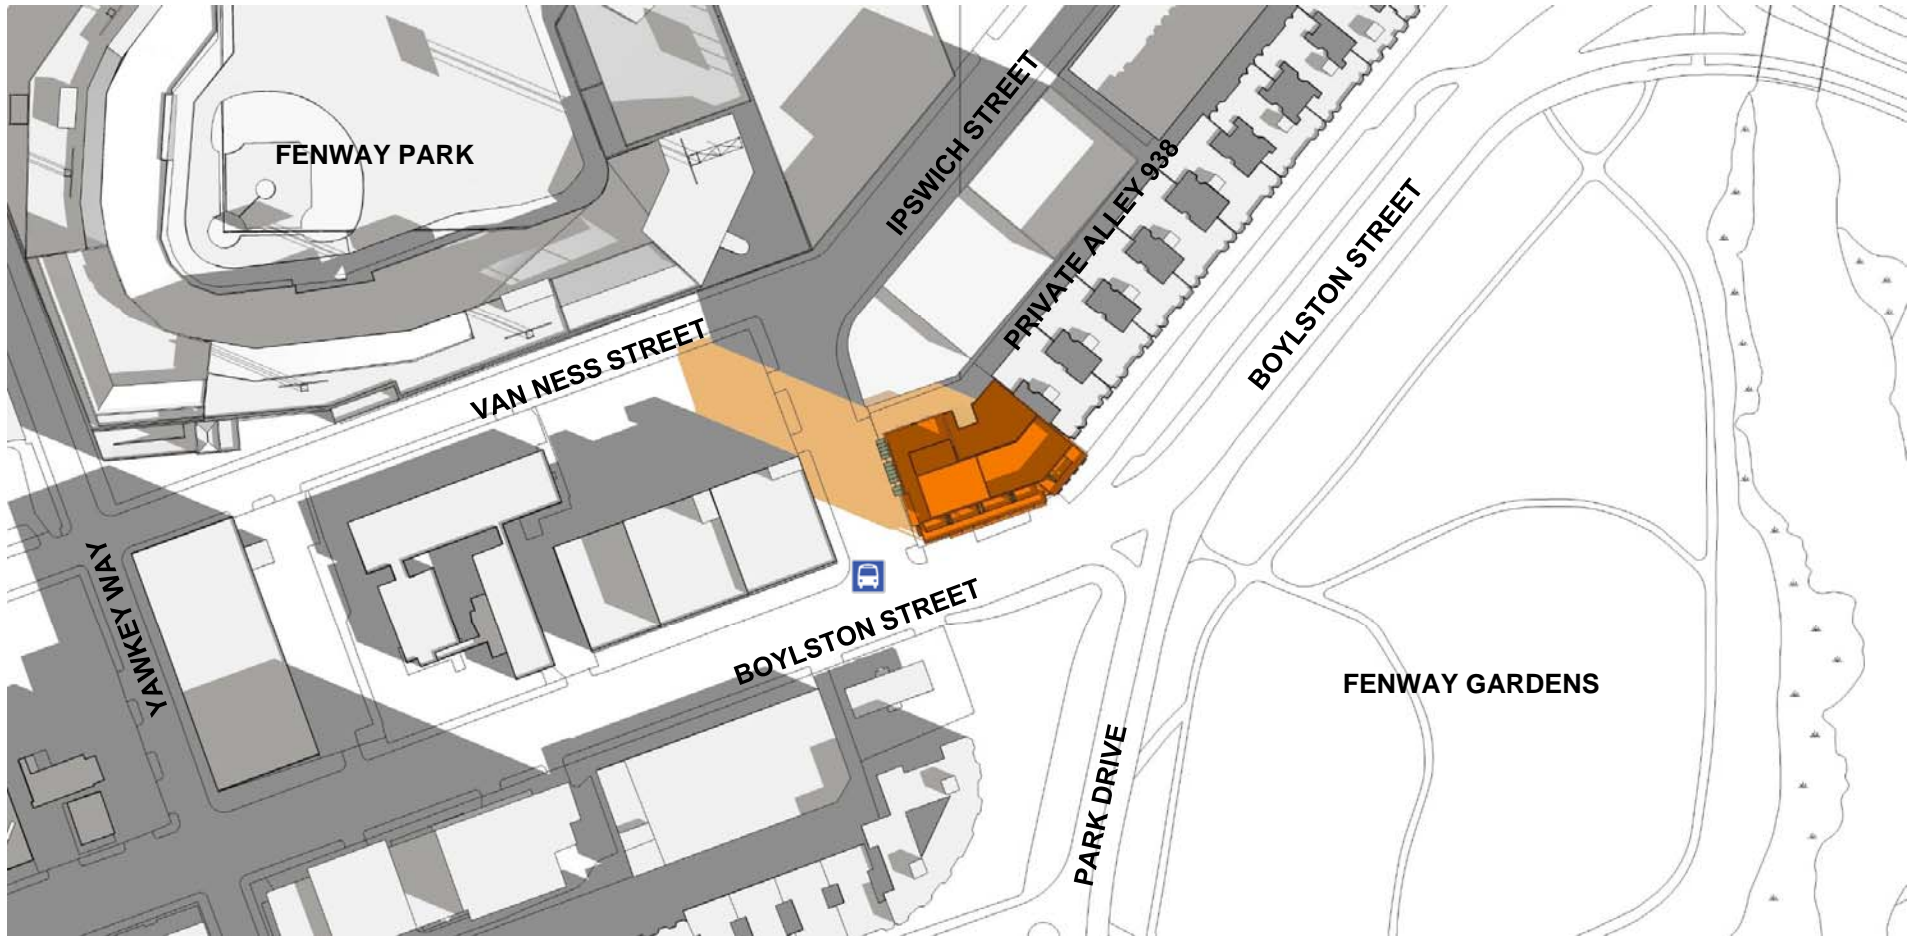 FENWAY PARK
IPSWICH STREET
PRIVATE ALLEY 938
BOYLSTON STREET
VAN NESS STREET
YAWKEY WAY
BOYLSTON STREET
FENWAY GARDENS
PARK DRIVE